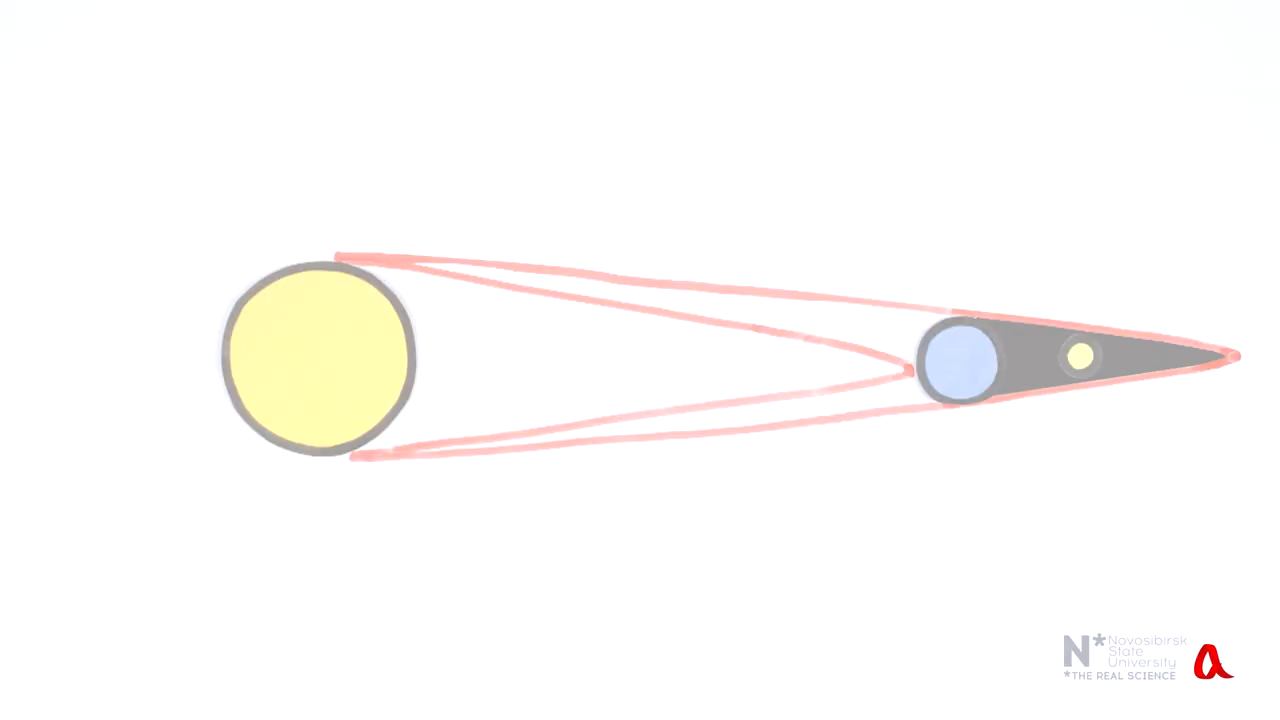 N*
Novosibirsk
State
University
*THE REAL SCIENCE
a